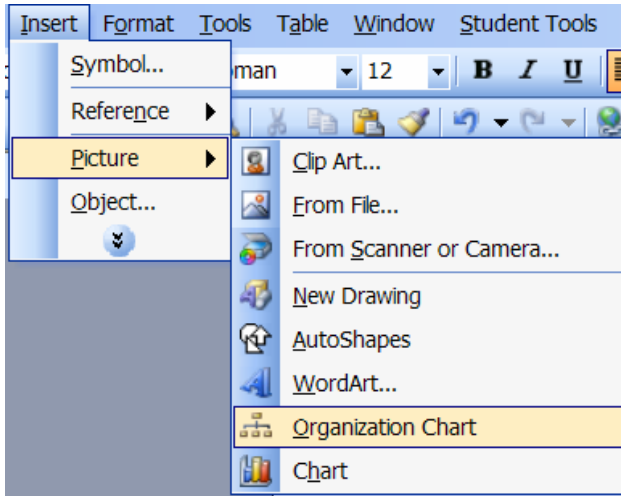 Insert Format Tools Table Window Student Tools
Symbol...
man 12 B I U
Reference
Picture
Clip Art...
Object...
From File...
From Scanner or Camera...
New Drawing
AutoShapes
WordArt...
Organization Chart
Chart